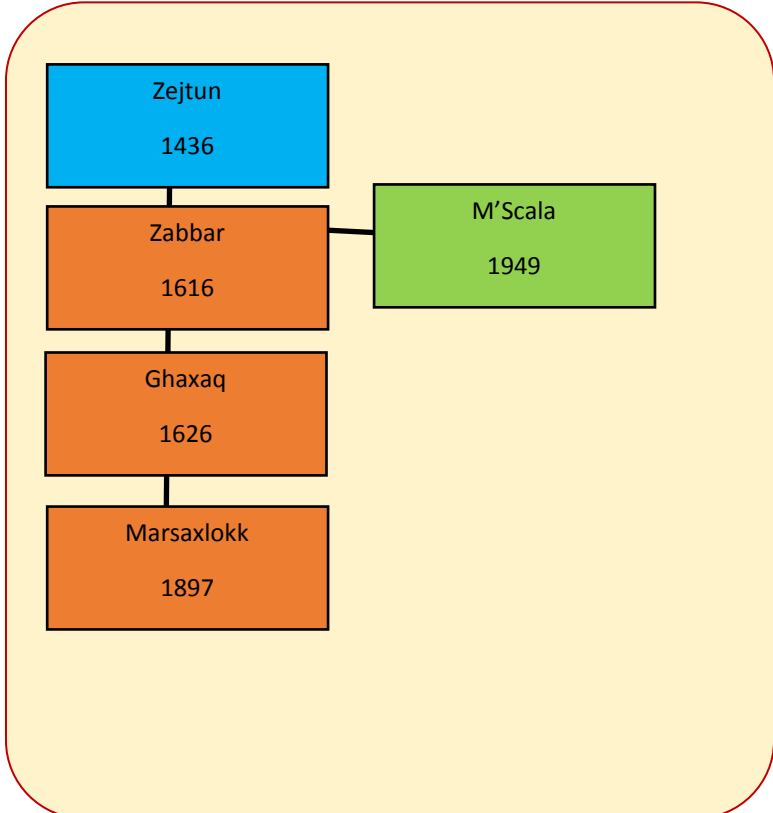 Zejtun
1436
Zabbar
1616
M’Scala
1949
Ghaxaq
1626
Marsaxlokk
1897